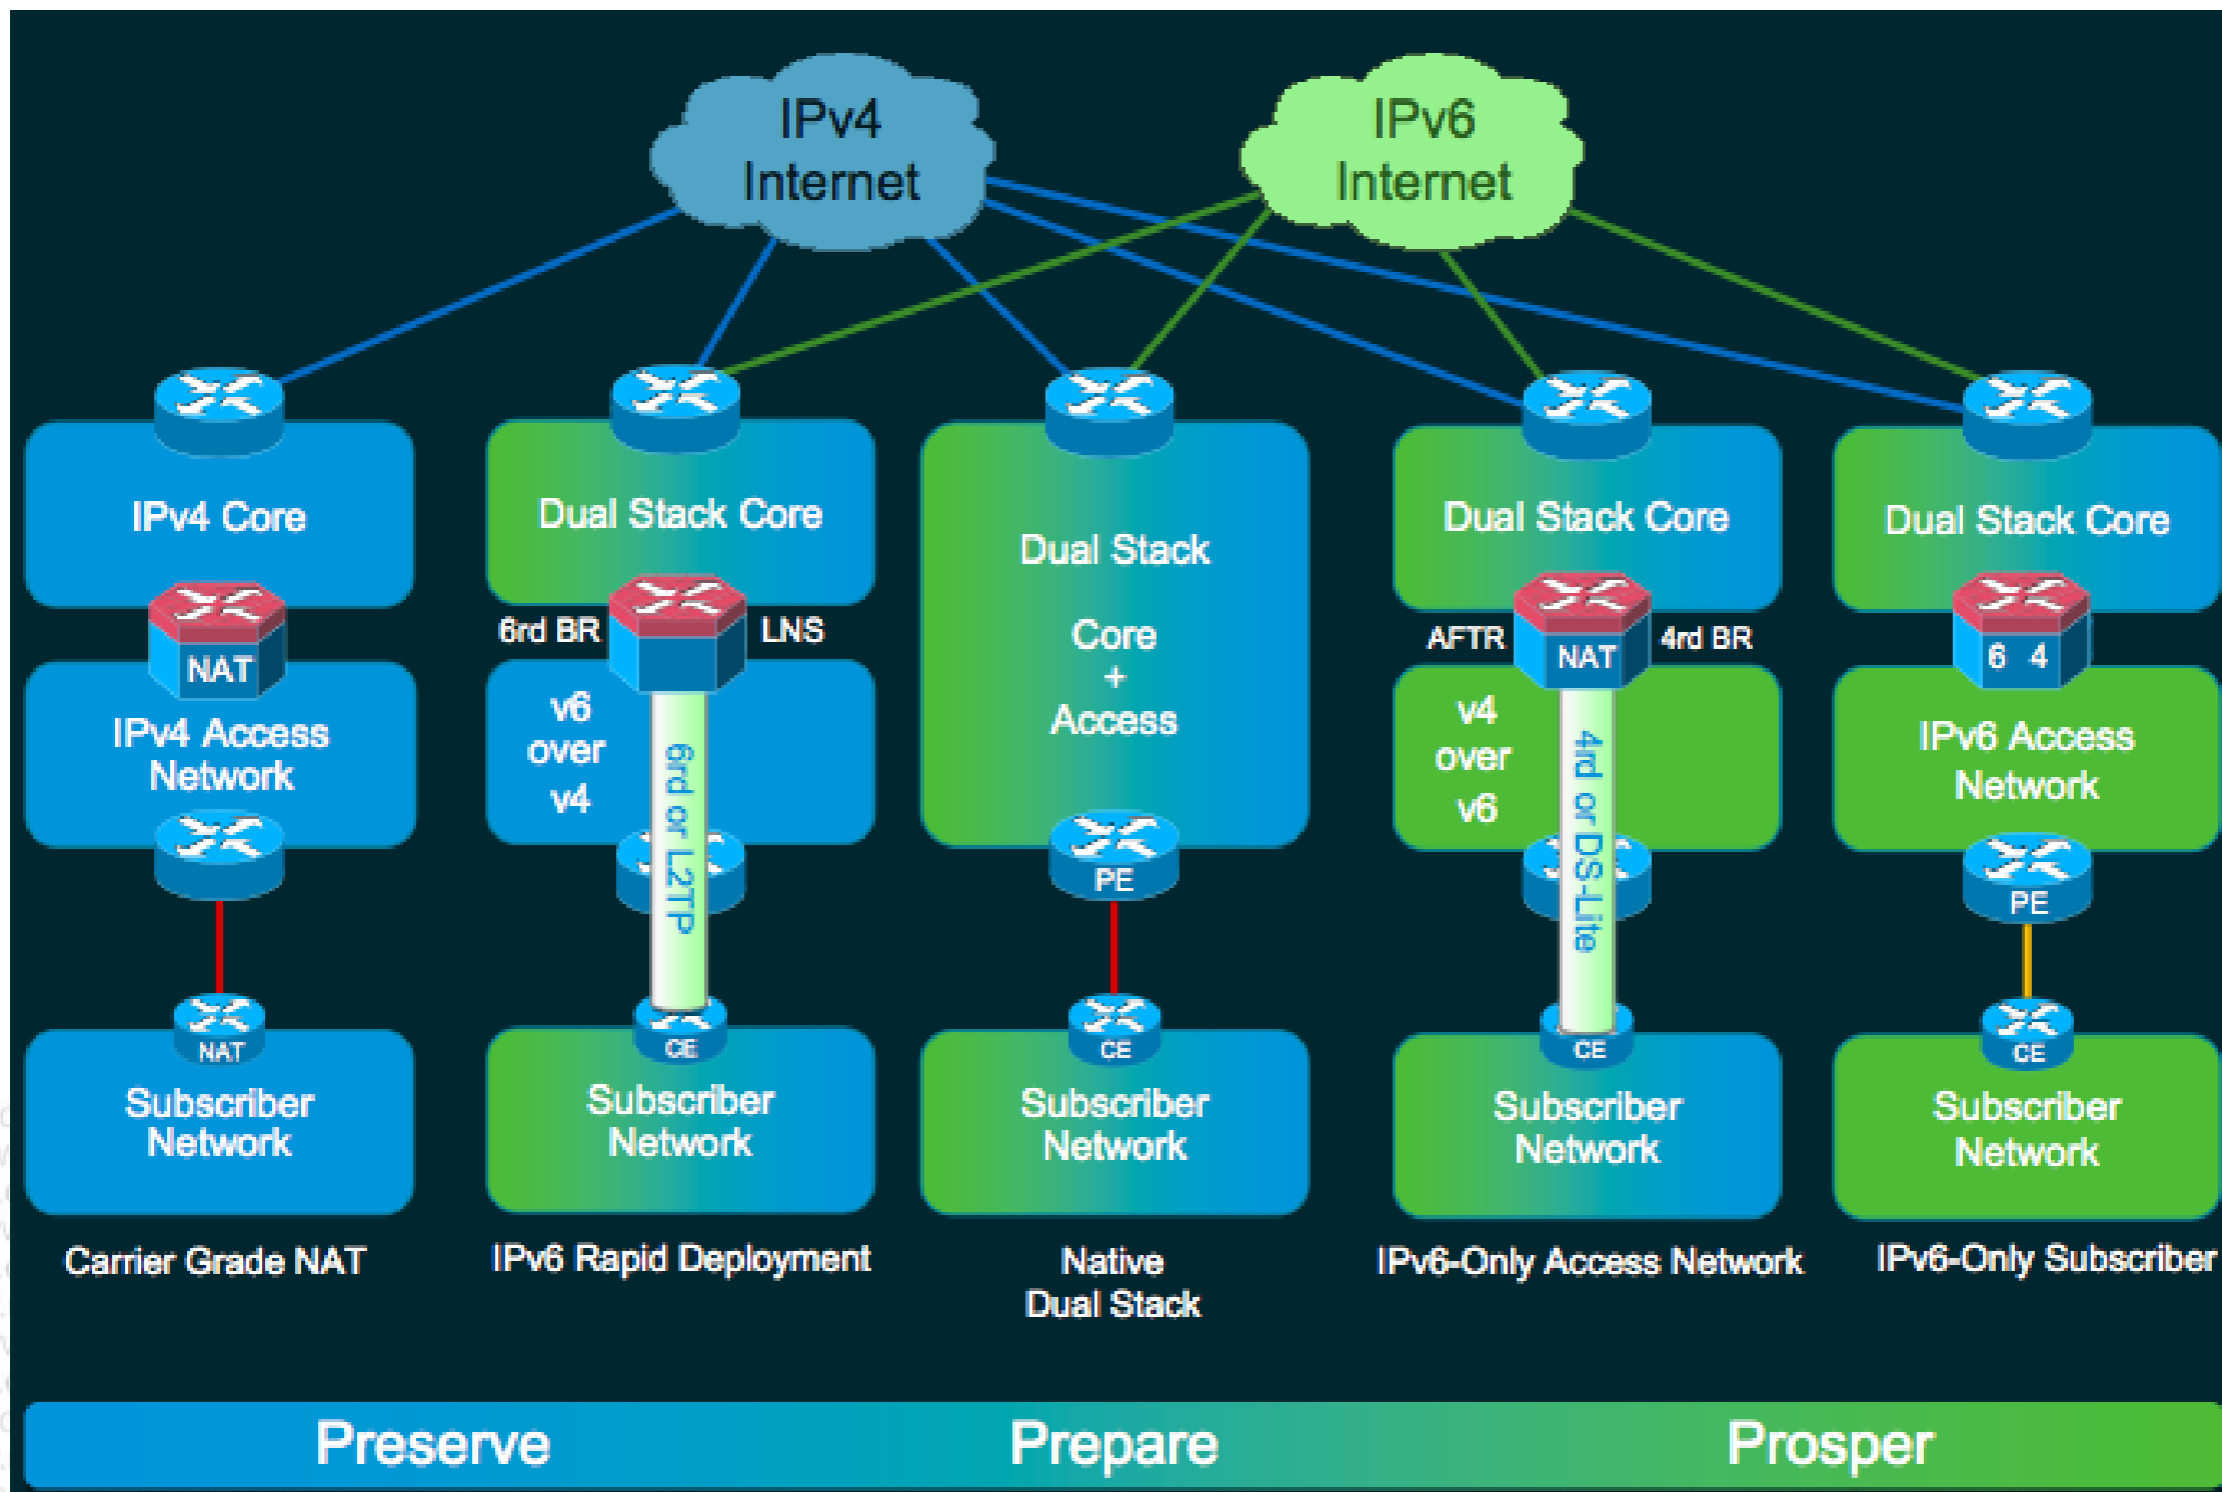 IPv4
Internet
IPv6
Internet
IPv4 Core
NAT
IPv4 Access
Network
NAT
Subscriber
Network
Carrier Grade NAT
Dual Stack Core
6rd BR
LNS
v6
over
v4
6rd or L2TP
CE
Subscriber
Network
IPv6 Rapid Deployment
Dual Stack
Core
+
Access
PE
CE
Subscriber
Network
Native
Dual Stack
Dual Stack Core
AFTR
NAT
4rd BR
v4
over
v6
4rd or DS-Lite
CE
Subscriber
Network
IPv6-Only Access Network
Dual Stack Core
6 4
IPv6 Access
Network
PE
CE
Subscriber
Network
IPv6-Only Subscriber
Preserve
Prepare
Prosper